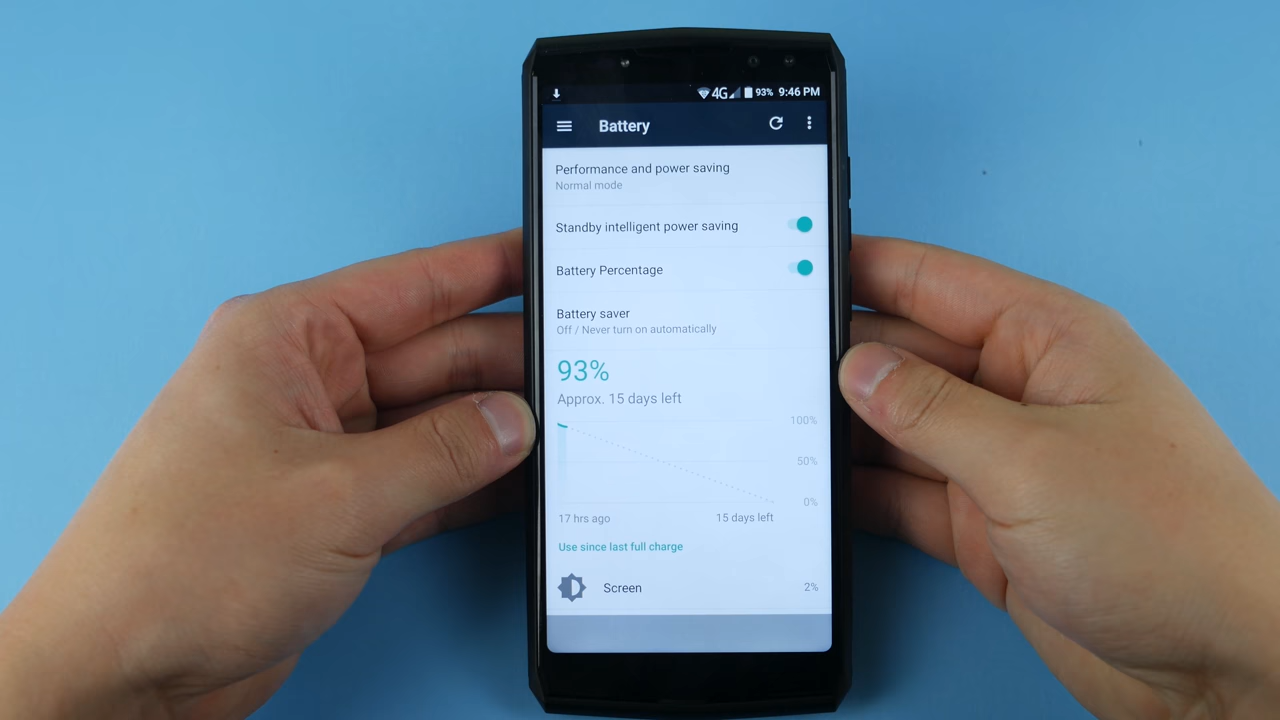 4G 93% 9:46 PM
Battery
Performance and power saving
Normal mode
Standby intelligent power saving
Battery Percentage
Battery saver
Off / Never turn on automatically
93%
Approx. 15 days left
100%
50%
0%
17 hrs ago 15 days left
Use since last full charge
Screen 2%